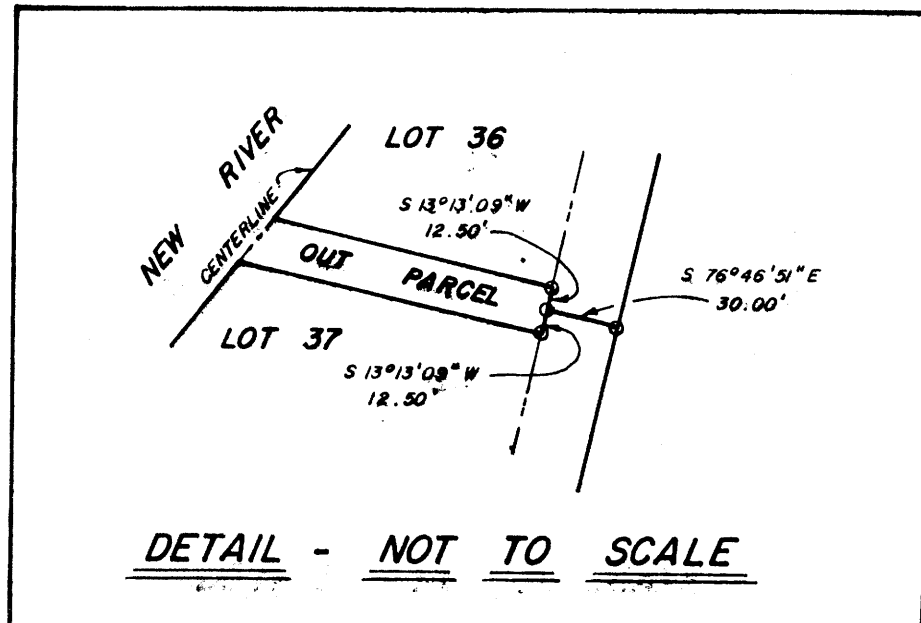 LOT 36
NEW RIVER
CENTERLINE
S 13°13'09" W
12.50'
OUT PARCEL
S 76°46'51" E
30.00'
LOT 37
S 13°13'09" W
12.50'
DETAIL - NOT TO SCALE